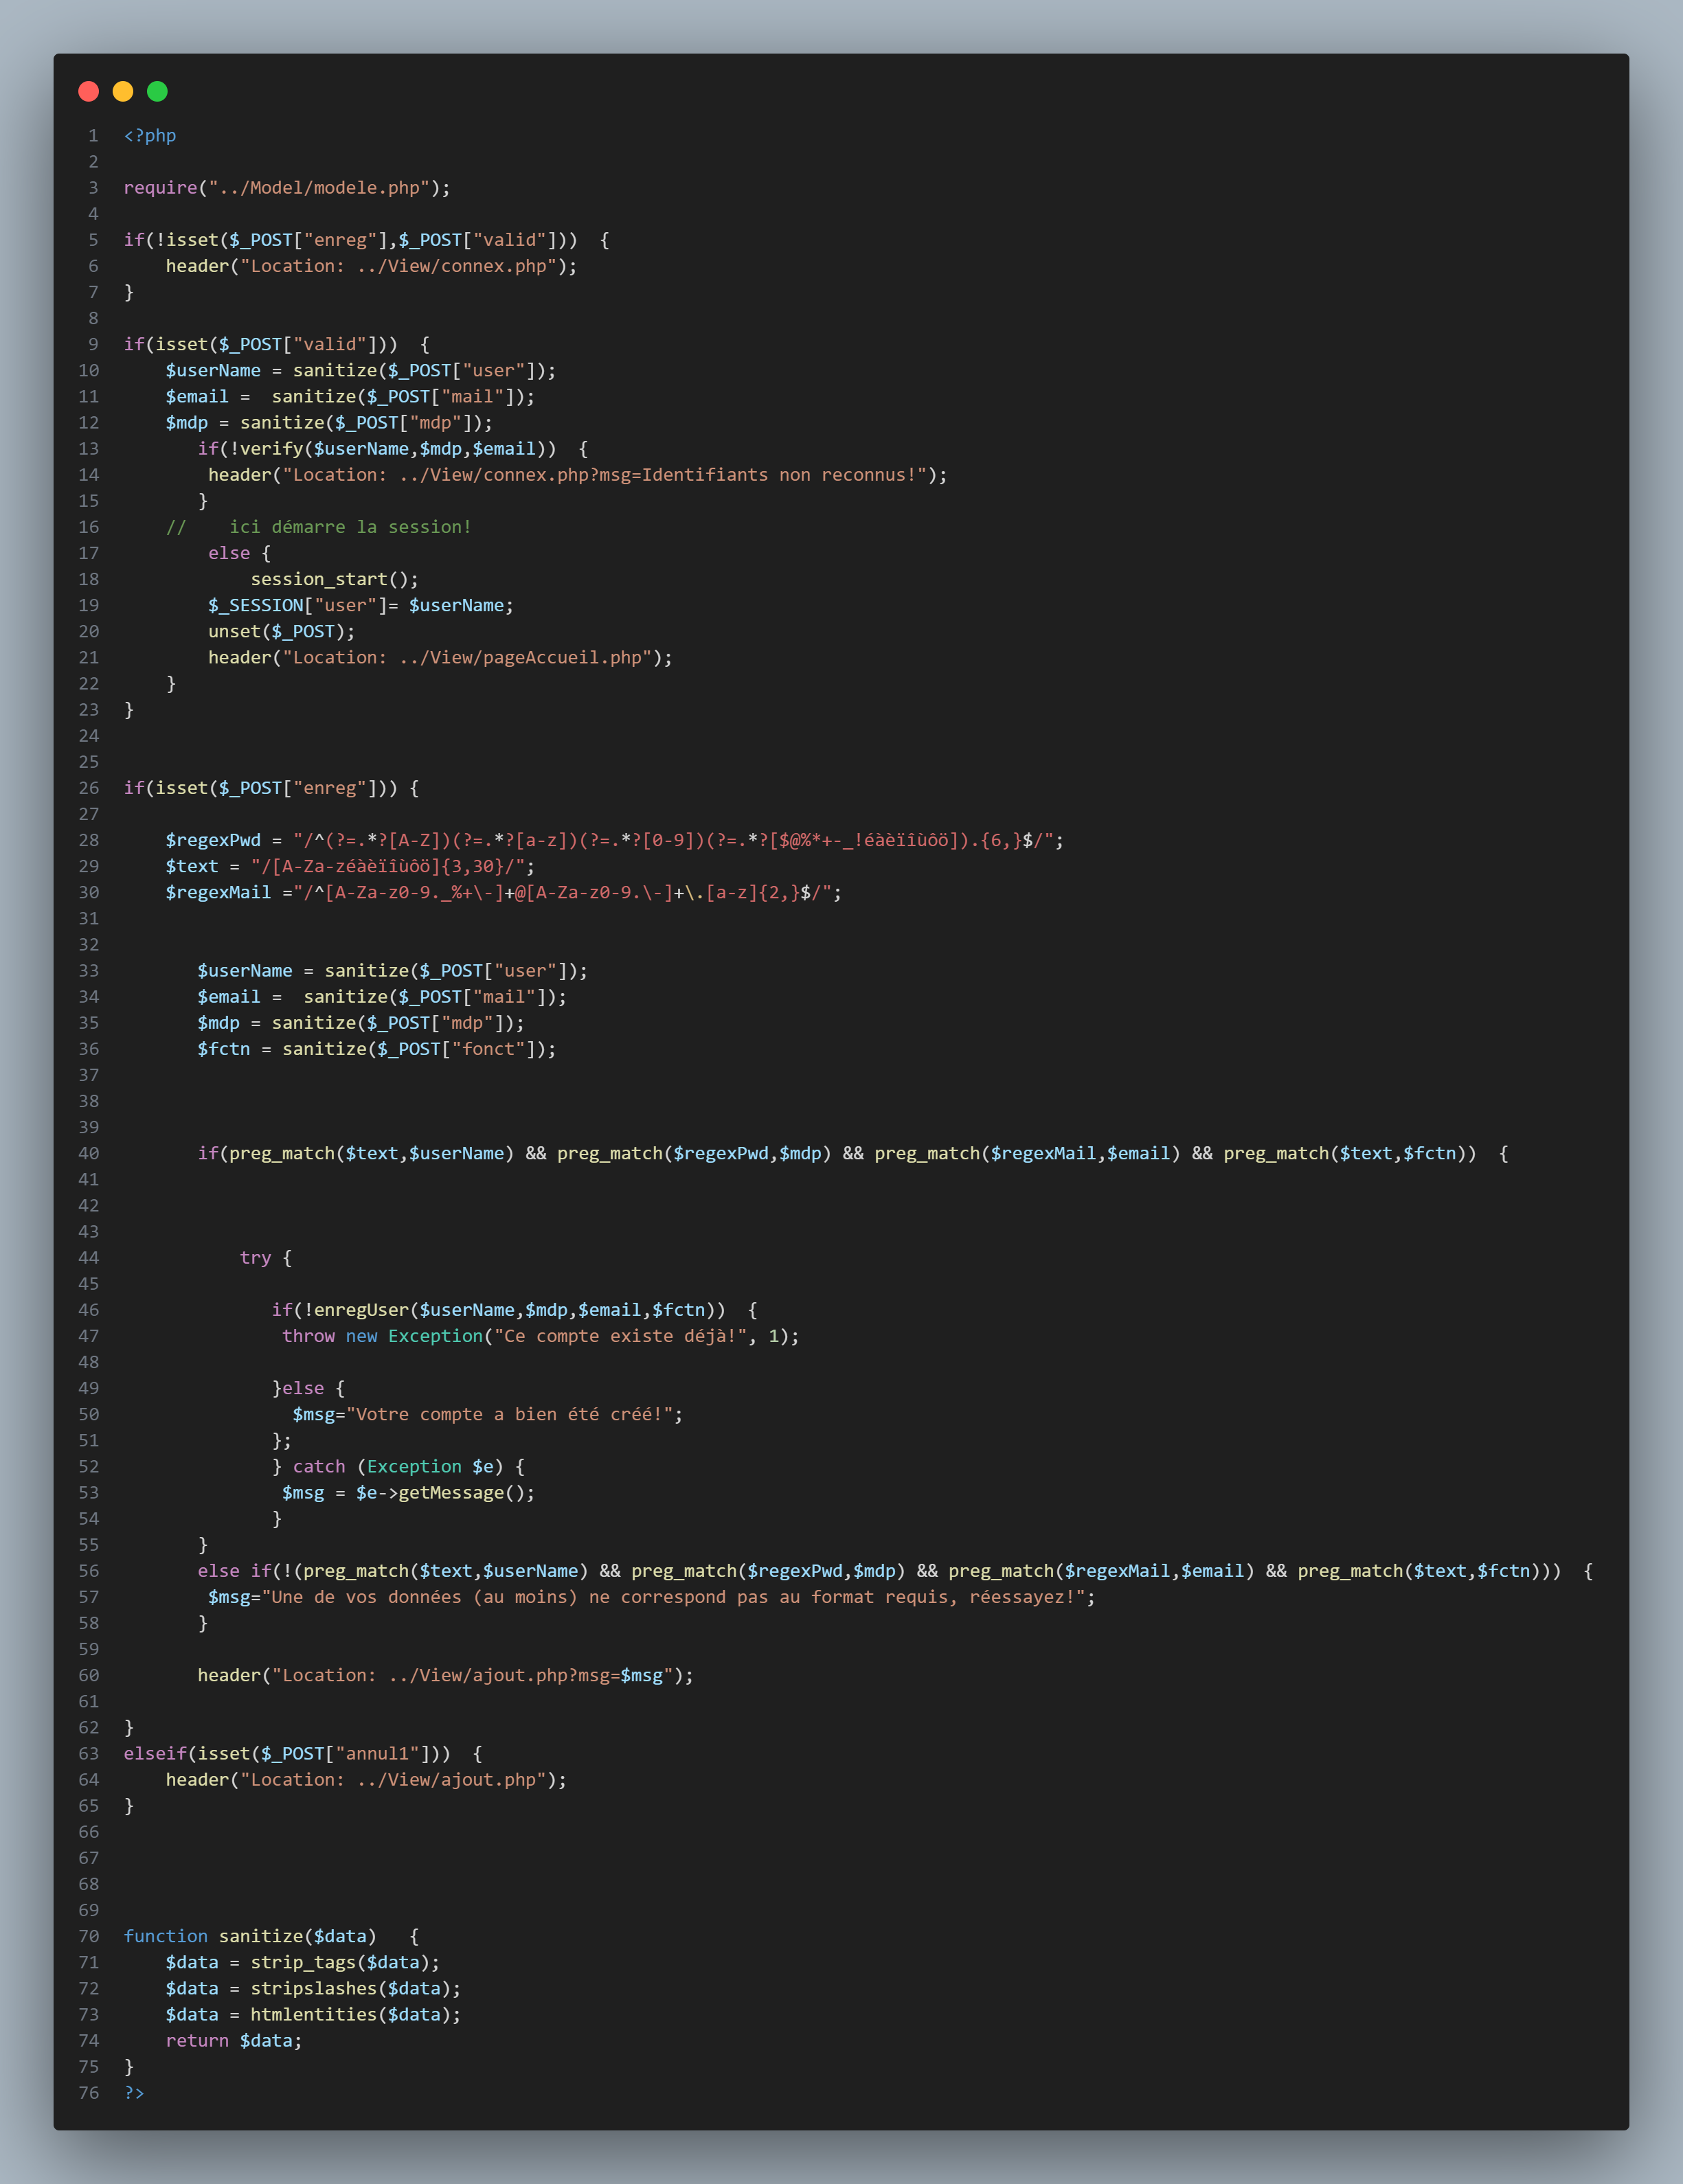 1 <?php
2
3 require("../Model/modele.php");
4
5 if(!isset($_POST["enreg"],$_POST["valid"]))  {
6     header("Location: ../View/connex.php");
7 }
8
9 if(isset($_POST["valid"]))  {
10     $userName = sanitize($_POST["user"]);
11     $email =  sanitize($_POST["mail"]);
12     $mdp = sanitize($_POST["mdp"]);
13        if(!verify($userName,$mdp,$email))  {
14         header("Location: ../View/connex.php?msg=Identifiants non reconnus!");
15        }
16     //    ici démarre la session!
17         else {
18             session_start();
19         $_SESSION["user"]= $userName;
20         unset($_POST);
21         header("Location: ../View/pageAccueil.php");
22     }
23 }
24
25
26 if(isset($_POST["enreg"])) {
27
28     $regexPwd = "/^(?=.*?[A-Z])(?=.*?[a-z])(?=.*?[0-9])(?=.*?[$@%*+-_!éàèïîùôö]).{6,}$/";
29     $text = "/[A-Za-zéàèïîùôö]{3,30}/";
30     $regexMail ="/^[A-Za-z0-9._%+\-]+@[A-Za-z0-9.\-]+\.[a-z]{2,}$/";
31
32
33        $userName = sanitize($_POST["user"]);
34        $email =  sanitize($_POST["mail"]);
35        $mdp = sanitize($_POST["mdp"]);
36        $fctn = sanitize($_POST["fonct"]);
37
38
39
40        if(preg_match($text,$userName) && preg_match($regexPwd,$mdp) && preg_match($regexMail,$email) && preg_match($text,$fctn))  {
41
42
43
44            try {
45
46               if(!enregUser($userName,$mdp,$email,$fctn))  {
47                throw new Exception("Ce compte existe déjà!", 1);
48
49               }else {
50                 $msg="Votre compte a bien été créé!";
51               };
52               } catch (Exception $e) {
53                $msg = $e->getMessage();
54               }
55        }
56        else if(!(preg_match($text,$userName) && preg_match($regexPwd,$mdp) && preg_match($regexMail,$email) && preg_match($text,$fctn)))  {
57         $msg="Une de vos données (au moins) ne correspond pas au format requis, réessayez!";
58        }
59
60        header("Location: ../View/ajout.php?msg=$msg");
61
62 }
63 elseif(isset($_POST["annul1"]))  {
64     header("Location: ../View/ajout.php");
65 }
66
67
68
69
70 function sanitize($data)   {
71     $data = strip_tags($data);
72     $data = stripslashes($data);
73     $data = htmlentities($data);
74     return $data;
75 }
76 ?>